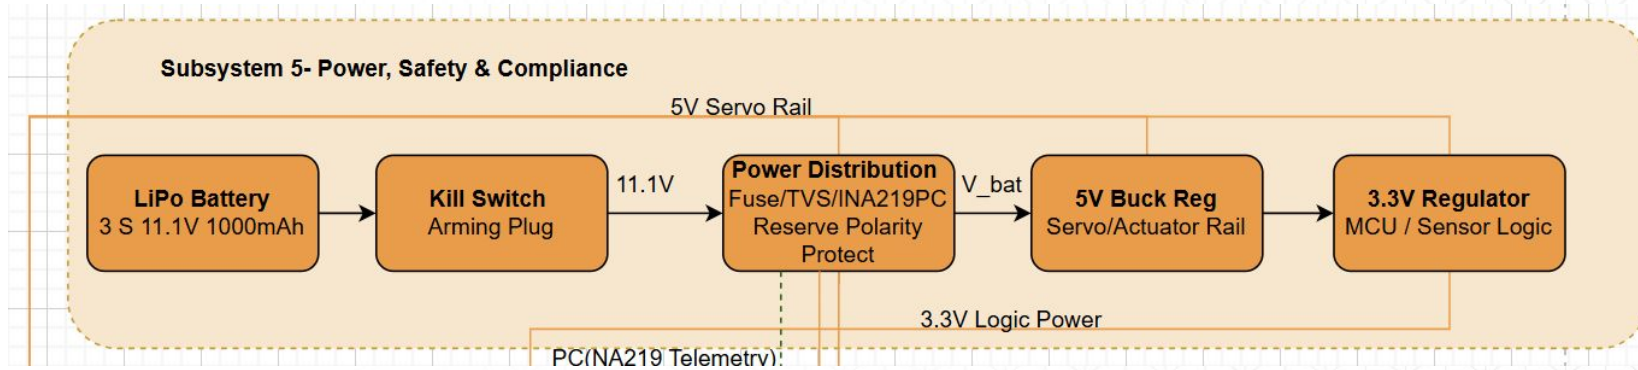 Subsystem 5- Power, Safety & Compliance
5V Servo Rail
LiPo Battery
3 S 11.1V 1000mAh
Kill Switch
Arming Plug
11.1V
Power Distribution
Fuse/TVS/INA219PC
Reserve Polarity
Protect
V_bat
5V Buck Reg
Servo/Actuator Rail
3.3V Regulator
MCU / Sensor Logic
3.3V Logic Power
PC(NA219 Telemetry)